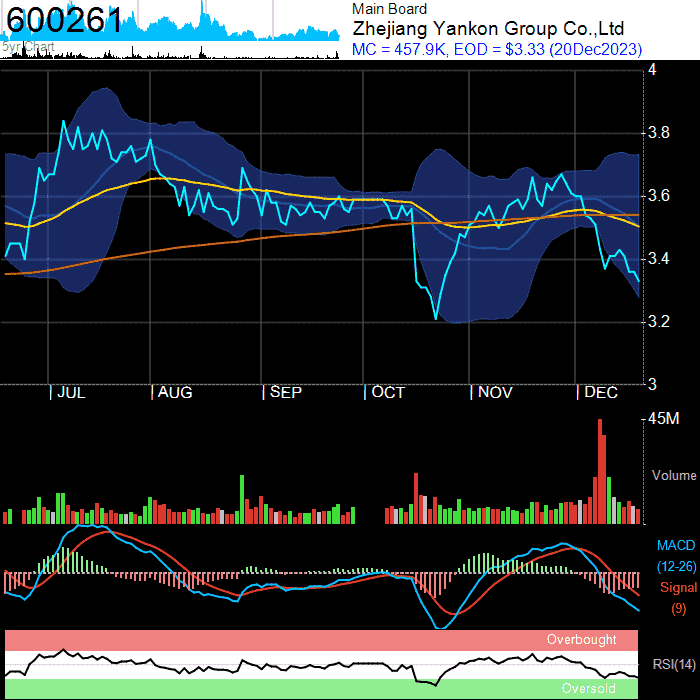 600261
Main Board
Zhejiang Yankon Group Co.,Ltd
5yr Chart
MC = 457.9K, EOD = $3.33 (20Dec2023)
4
3.8
3.6
3.4
3.2
3
| JUL | AUG | SEP | OCT | NOV | DEC
45M
Volume
MACD
(12-26)
Signal
(9)
Overbought
RSI(14)
Oversold